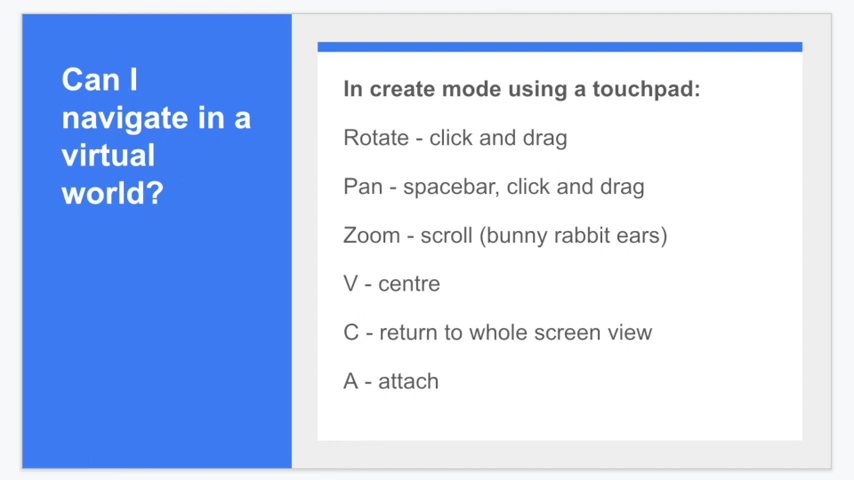 Can I
navigate in a
virtual
world?
In create mode using a touchpad:
Rotate - click and drag
Pan - spacebar, click and drag
Zoom - scroll (bunny rabbit ears)
V - centre
C - return to whole screen view
A - attach